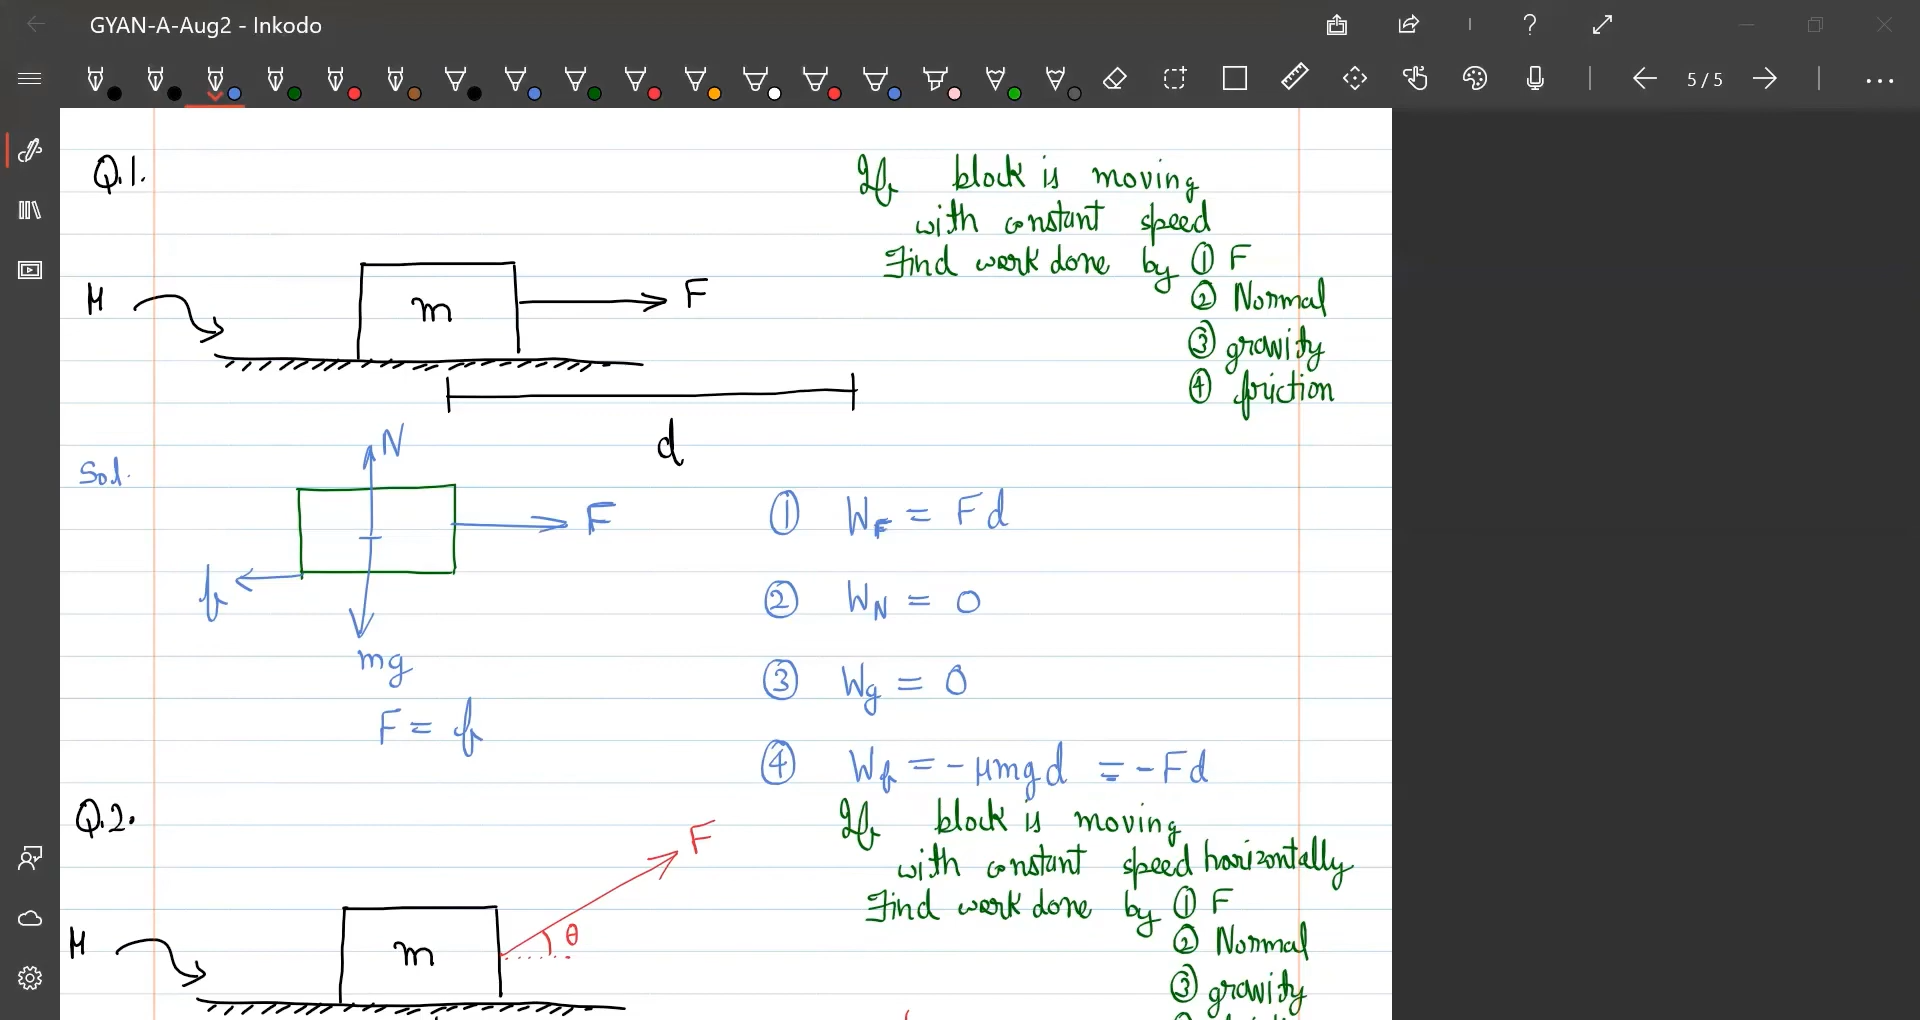 GYAN-A-Aug2 - Inkodo
5 / 5
Q.1.
If block is moving
with constant speed
Find work done by ① F
② Normal
③ gravity
④ friction
μ
m
F
d
Sol.
N
F
f
mg
F = f
① W_F = Fd
② W_N = 0
③ W_g = 0
④ W_f = -μmgd = -Fd
Q.2.
If block is moving
with constant speed horizontally
Find work done by ① F
② Normal
③ gravity
μ
m
F
θ